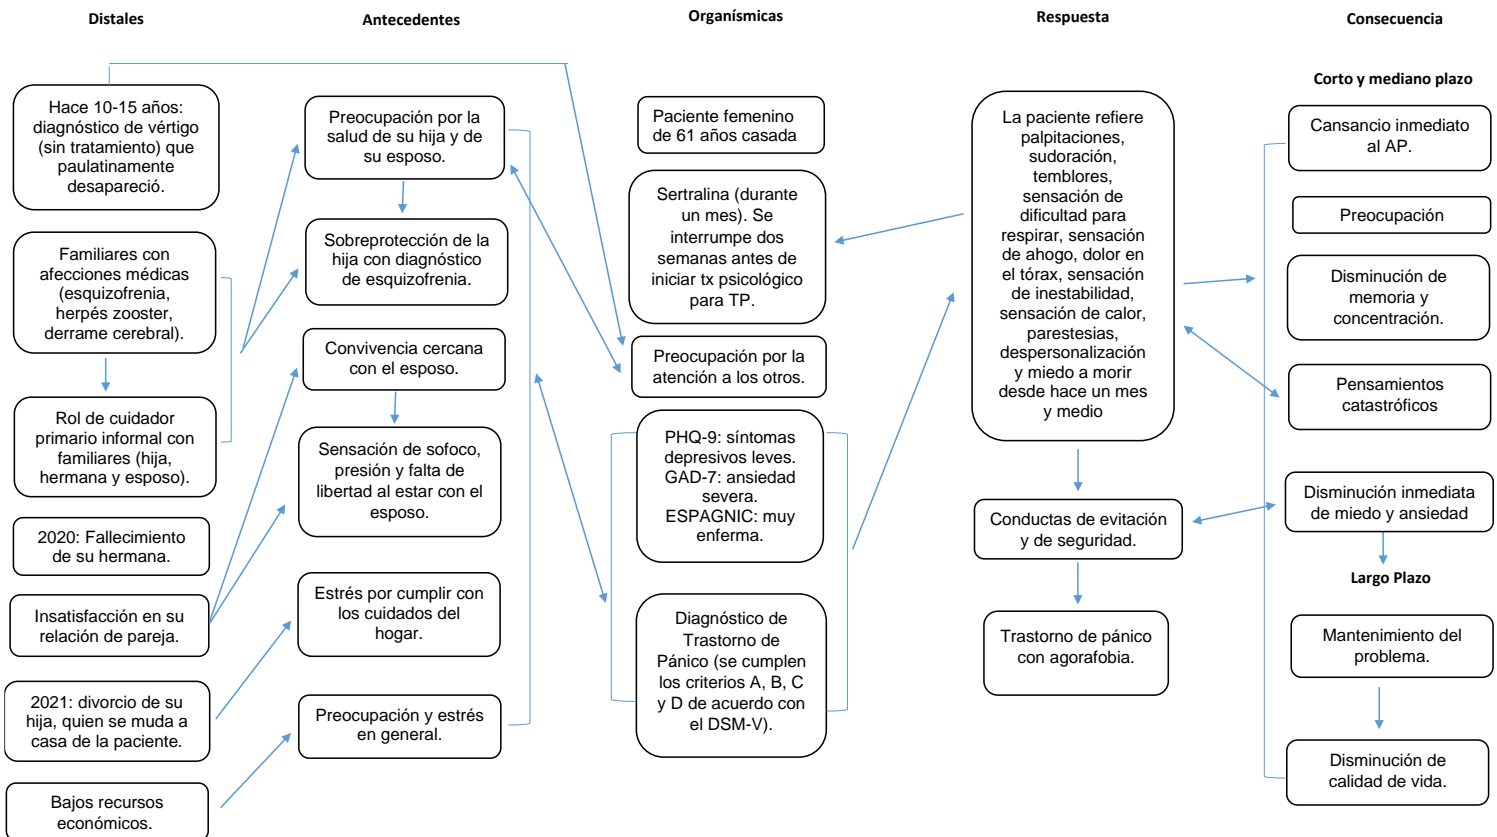 Distales
Hace 10-15 años:
diagnóstico de vértigo
(sin tratamiento) que
paulatinamente
desapareció.
Familiares con
afecciones médicas
(esquizofrenia,
herpés zooster,
derrame cerebral).
Rol de cuidador
primario informal con
familiares (hija,
hermana y esposo).
2020: Fallecimiento
de su hermana.
Insatisfacción en su
relación de pareja.
2021: divorcio de su
hija, quien se muda a
casa de la paciente.
Bajos recursos
económicos.
Antecedentes
Preocupación por la
salud de su hija y de
su esposo.
Sobreprotección de la
hija con diagnóstico
de esquizofrenia.
Convivencia cercana
con el esposo.
Sensación de sofoco,
presión y falta de
libertad al estar con el
esposo.
Estrés por cumplir con
los cuidados del
hogar.
Preocupación y estrés
en general.
Organísmicas
Paciente femenino
de 61 años casada
Sertralina (durante
un mes). Se
interrumpe dos
semanas antes de
iniciar tx psicológico
para TP.
Preocupación por la
atención a los otros.
PHQ-9: síntomas
depresivos leves.
GAD-7: ansiedad
severa.
ESPAGNIC: muy
enferma.
Diagnóstico de
Trastorno de
Pánico (se cumplen
los criterios A, B, C
y D de acuerdo con
el DSM-V).
Respuesta
La paciente refiere
palpitaciones,
sudoración,
temblores,
sensación de
dificultad para
respirar, sensación
de ahogo, dolor en
el tórax, sensación
de inestabilidad,
sensación de calor,
parestesias,
despersonalización
y miedo a morir
desde hace un mes
y medio
Conductas de evitación
y de seguridad.
Trastorno de pánico
con agorafobia.
Consecuencia
Corto y mediano plazo
Cansancio inmediato
al AP.
Preocupación
Disminución de
memoria y
concentración.
Pensamientos
catastróficos
Disminución inmediata
de miedo y ansiedad
Largo Plazo
Mantenimiento del
problema.
Disminución de
calidad de vida.